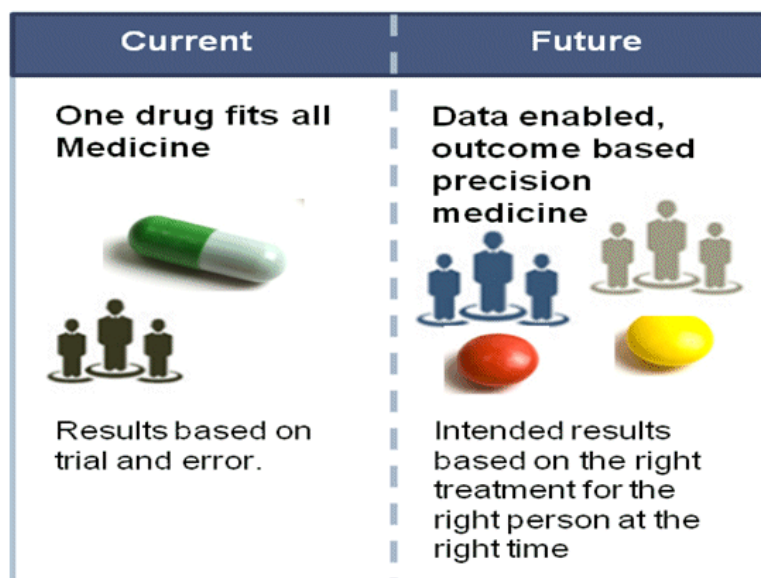 Current
One drug fits all
Medicine
Results based on
trial and error.
Future
Data enabled,
outcome based
precision
medicine
Intended results
based on the right
treatment for the
right person at the
right time